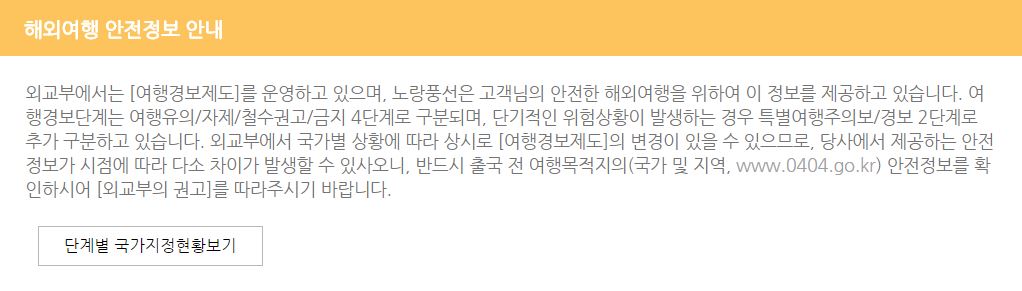 해외여행 안전정보 안내
외교부에서는 [여행경보제도]를 운영하고 있으며, 노랑풍선은 고객님의 안전한 해외여행을 위하여 이 정보를 제공하고 있습니다. 여
행경보단계는 여행유의/자제/철수권고/금지 4단계로 구분되며, 단기적인 위험상황이 발생하는 경우 특별여행주의보/경보 2단계로
추가 구분하고 있습니다. 외교부에서 국가별 상황에 따라 상시로 [여행경보제도]의 변경이 있을 수 있으므로, 당사에서 제공하는 안전
정보가 시점에 따라 다소 차이가 발생할 수 있사오니, 반드시 출국 전 여행목적지의(국가 및 지역, www.0404.go.kr) 안전정보를 확
인하시어 [외교부의 권고]를 따라주시기 바랍니다.
단계별 국가지정현황보기